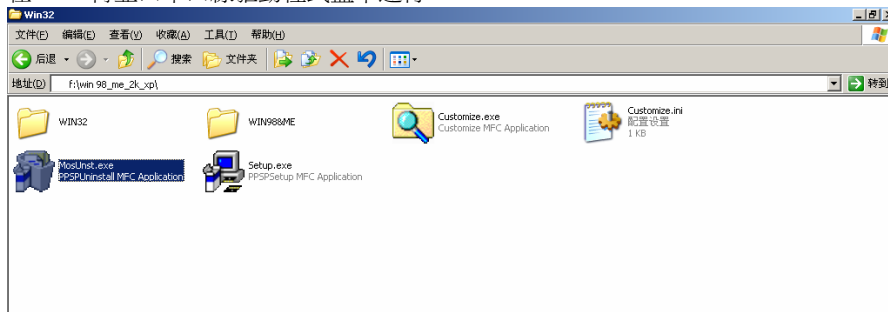 Win32
文件(F) 编辑(E) 查看(V) 收藏(A) 工具(T) 帮助(H)
后退 搜索 文件夹
地址(D) f:\win 98_me_2k_xp\ 转到
WIN32
WIN98&ME
Customize.exe
Customize MFC Application
Customize.ini
配置设置
1 KB
MosUnst.exe
PPSPUninstall MFC Application
Setup.exe
PPSPSetup MFC Application